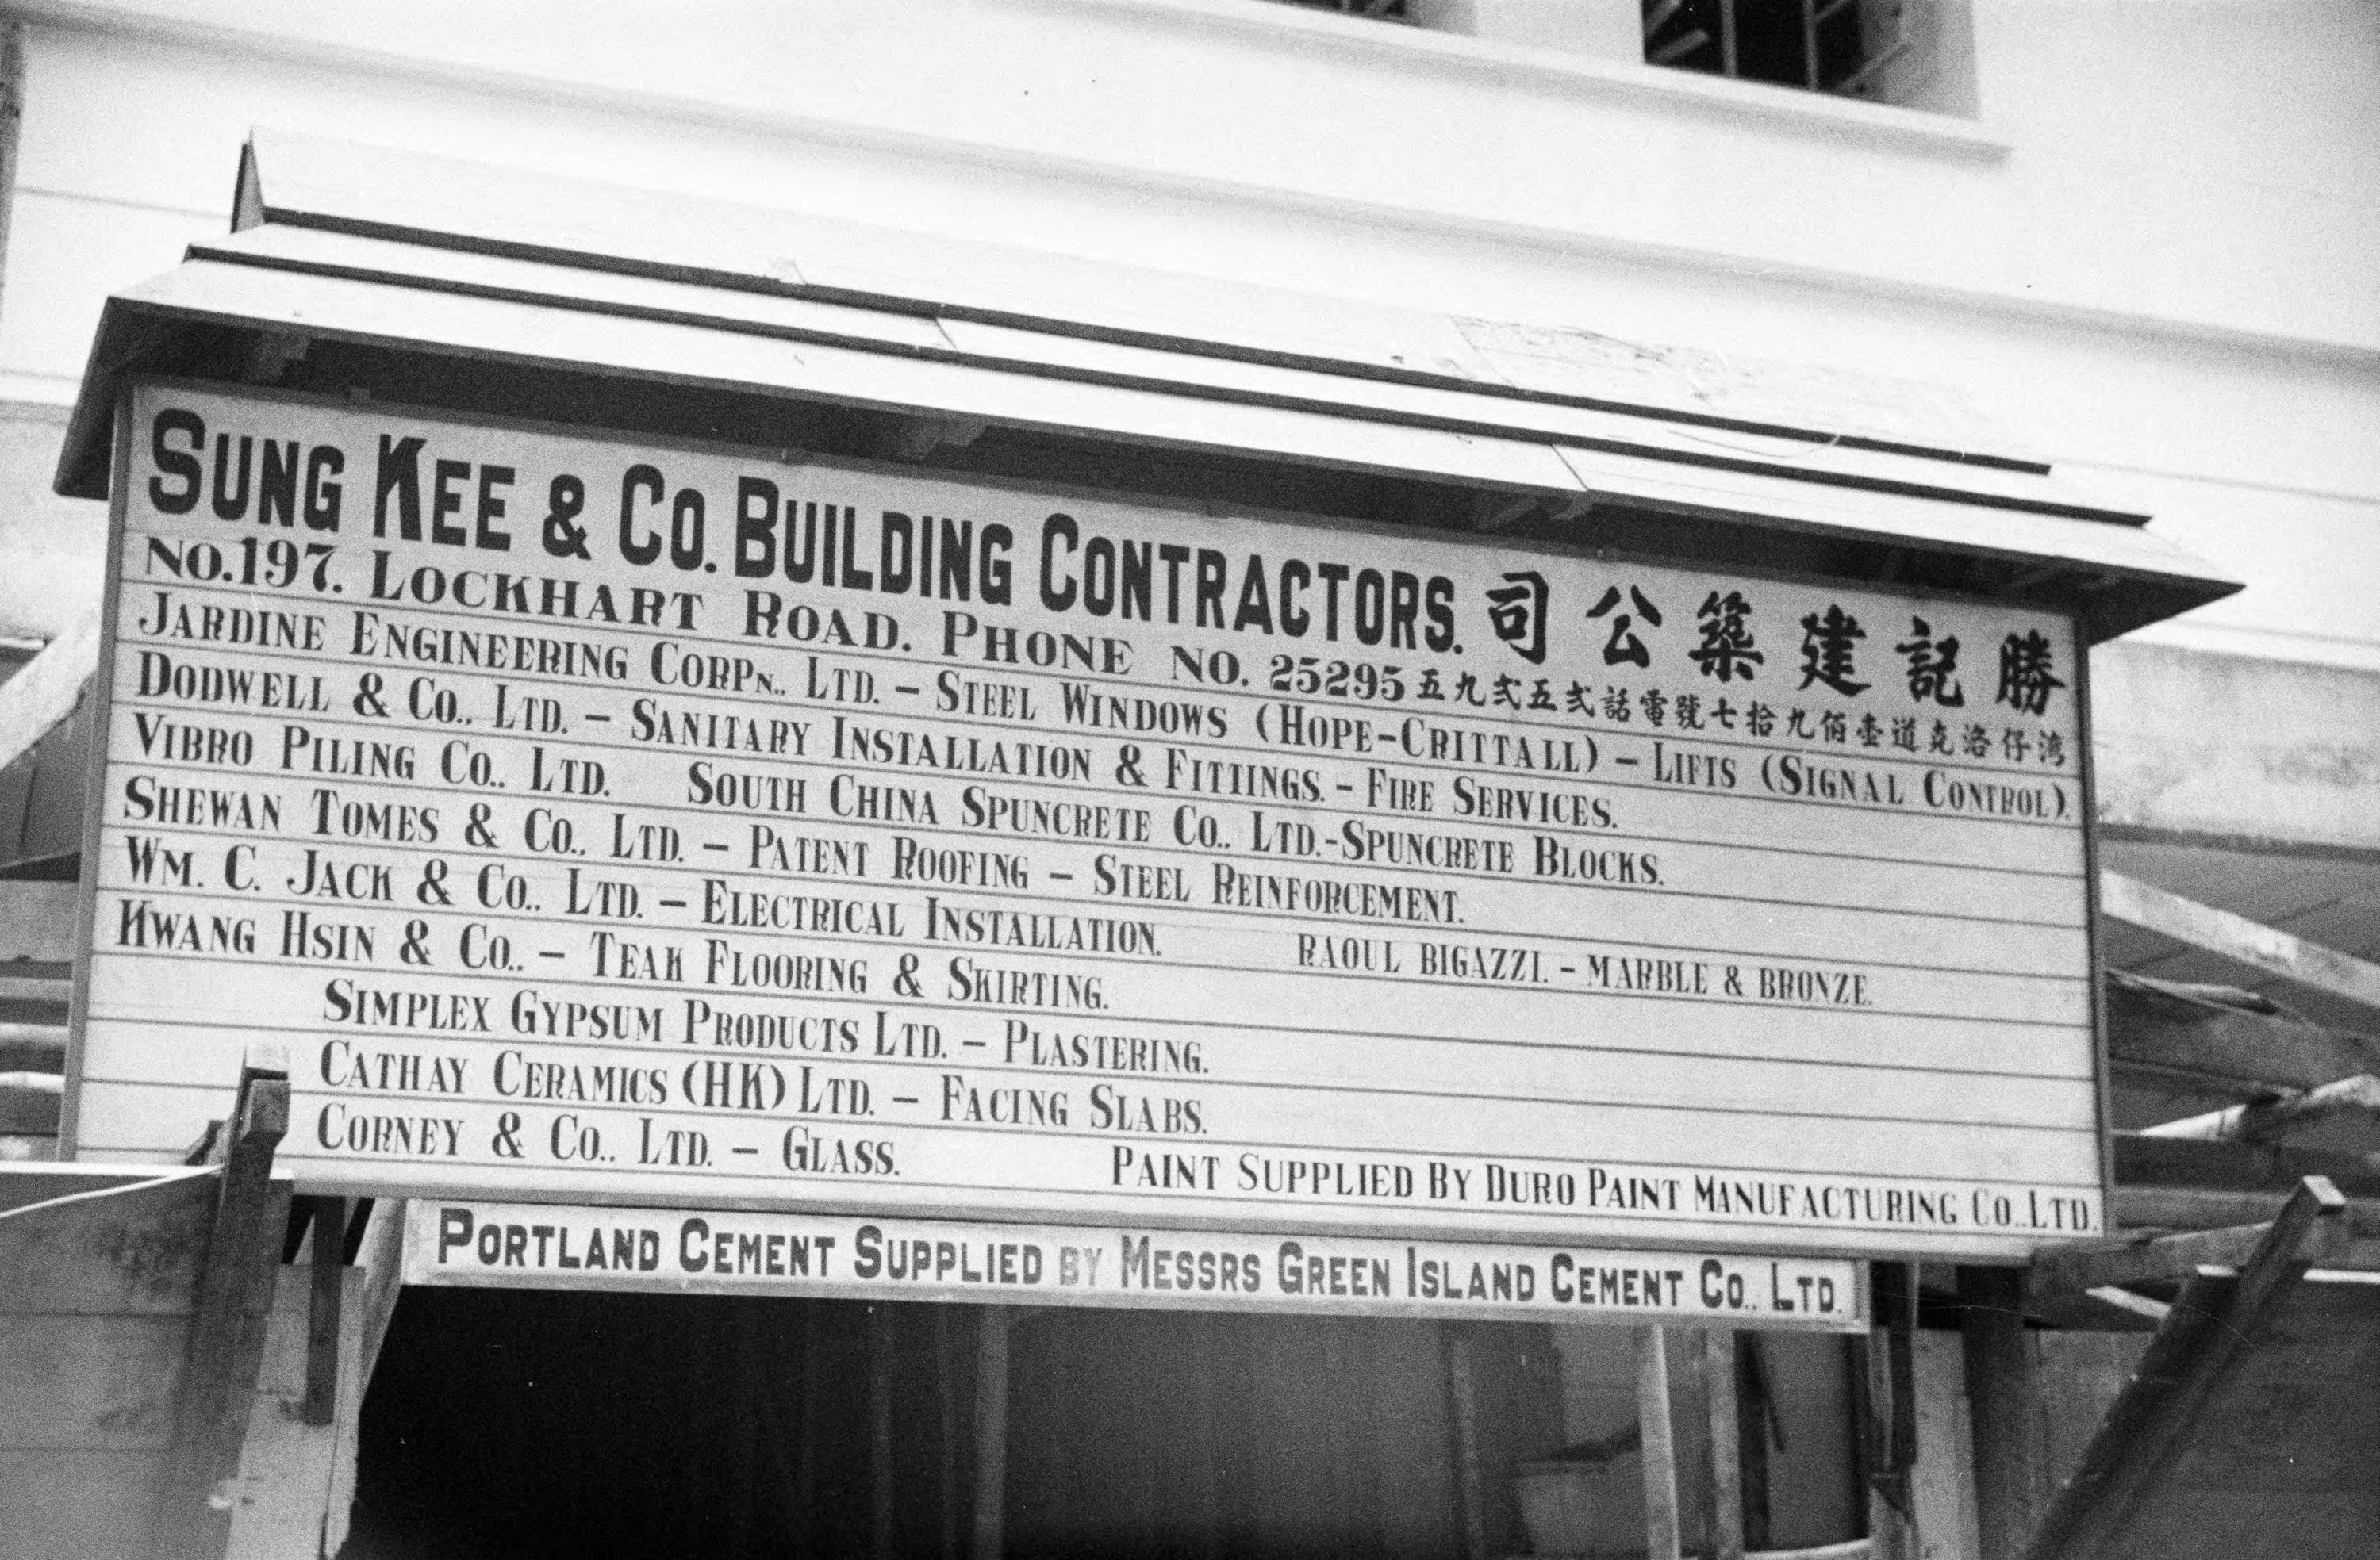 SUNG KEE & CO. BUILDING CONTRACTORS. 司公築建記勝
NO. 197. LOCKHART ROAD. PHONE NO. 25295 五九弍五弍話電號七拾九佰壹道克洛仔湾
JARDINE ENGINEERING CORPN.. LTD. – STEEL WINDOWS (HOPE-CRITTALL) – LIFTS (SIGNAL CONTROL).
DODWELL & CO.. LTD. – SANITARY INSTALLATION & FITTINGS. – FIRE SERVICES.
VIBRO PILING CO.. LTD. SOUTH CHINA SPUNCRETE CO.. LTD.-SPUNCRETE BLOCKS.
SHEWAN TOMES & CO.. LTD. – PATENT ROOFING – STEEL REINFORCEMENT.
WM. C. JACK & CO.. LTD. – ELECTRICAL INSTALLATION. RAOUL BIGAZZI. – MARBLE & BRONZE.
KWANG HSIN & CO.. – TEAK FLOORING & SKIRTING.
SIMPLEX GYPSUM PRODUCTS LTD. – PLASTERING.
CATHAY CERAMICS (HK) LTD. – FACING SLABS.
CORNEY & CO.. LTD. – GLASS. PAINT SUPPLIED BY DURO PAINT MANUFACTURING CO..LTD.
PORTLAND CEMENT SUPPLIED BY MESSRS GREEN ISLAND CEMENT CO.. LTD.